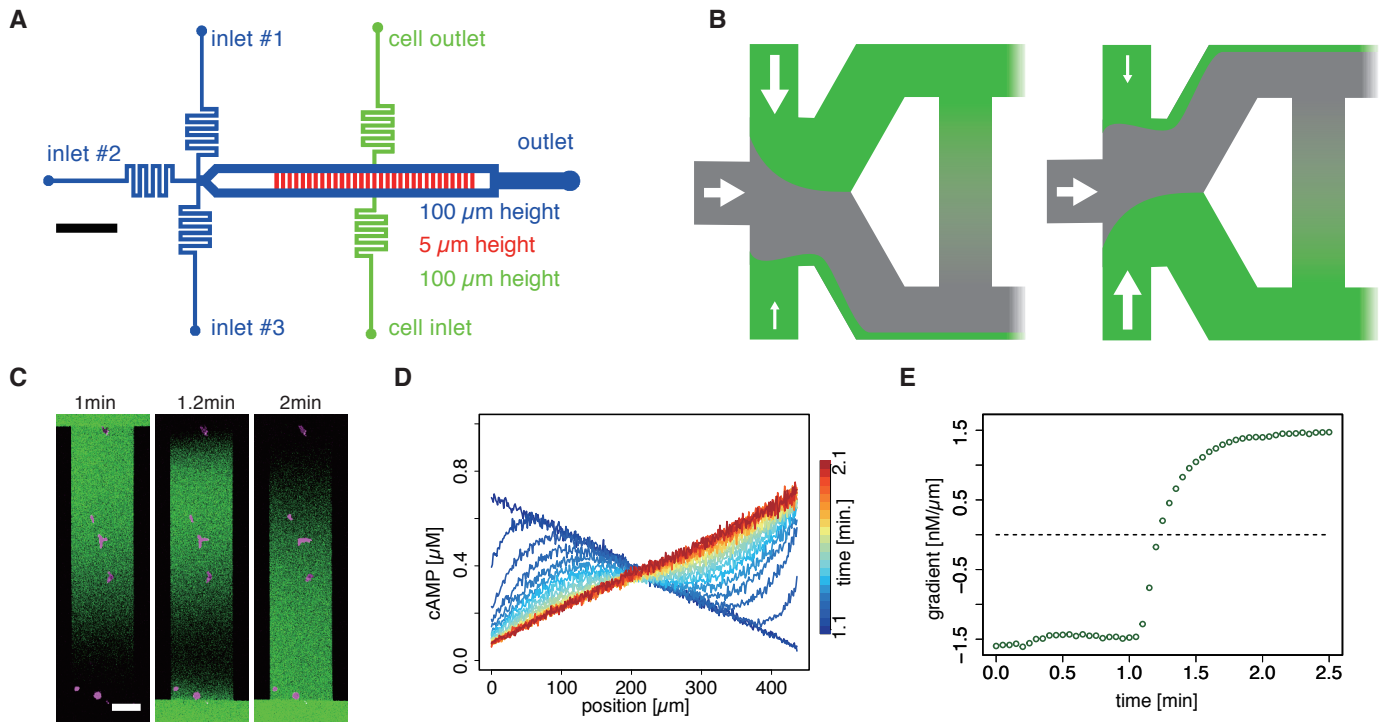 A
inlet #1
cell outlet
inlet #2
outlet
100 µm height
5 µm height
100 µm height
inlet #3
cell inlet
B
C
1min
1.2min
2min
D
cAMP [µM]
0.8
0.4
0.0
0
100
200
300
400
position [µm]
2.1
time [min.]
1.1
E
gradient [nM/µm]
1.5
0.5
−0.5
−1.5
0.0
0.5
1.0
1.5
2.0
2.5
time [min]